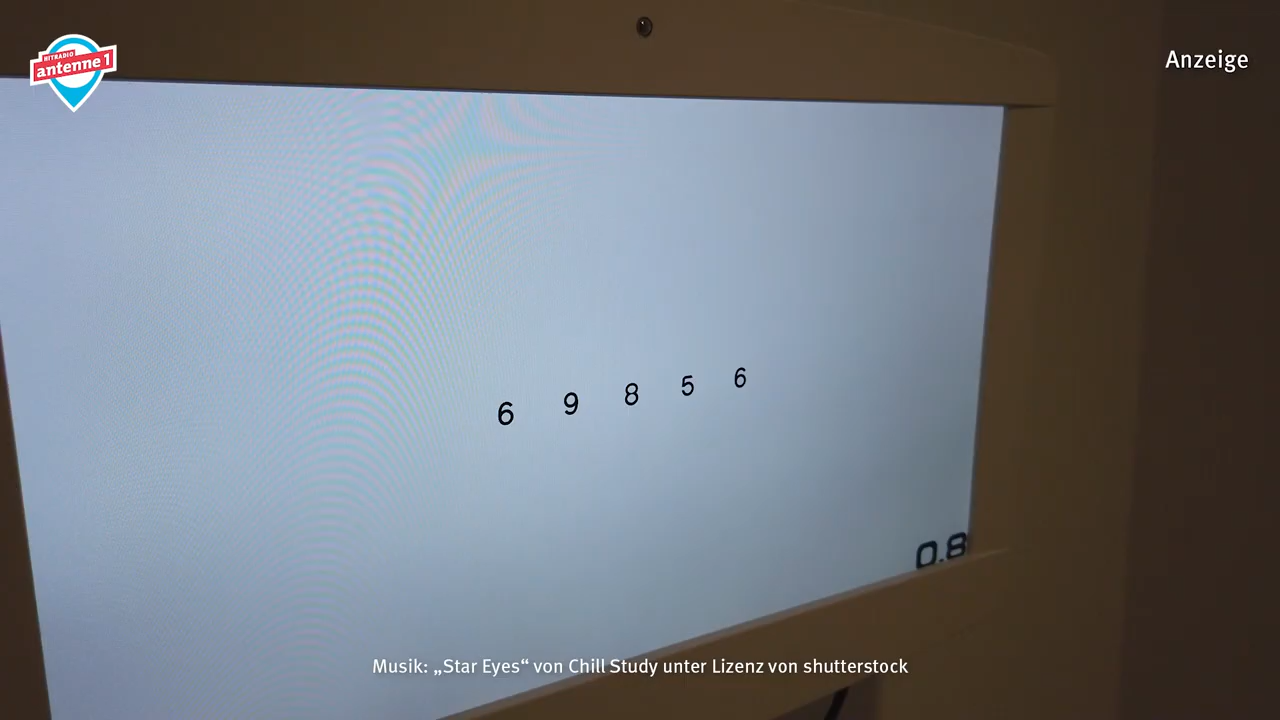 HITRADIO
antenne 1
Anzeige
6 9 8 5 6
0.8
Musik: „Star Eyes“ von Chill Study unter Lizenz von shutterstock